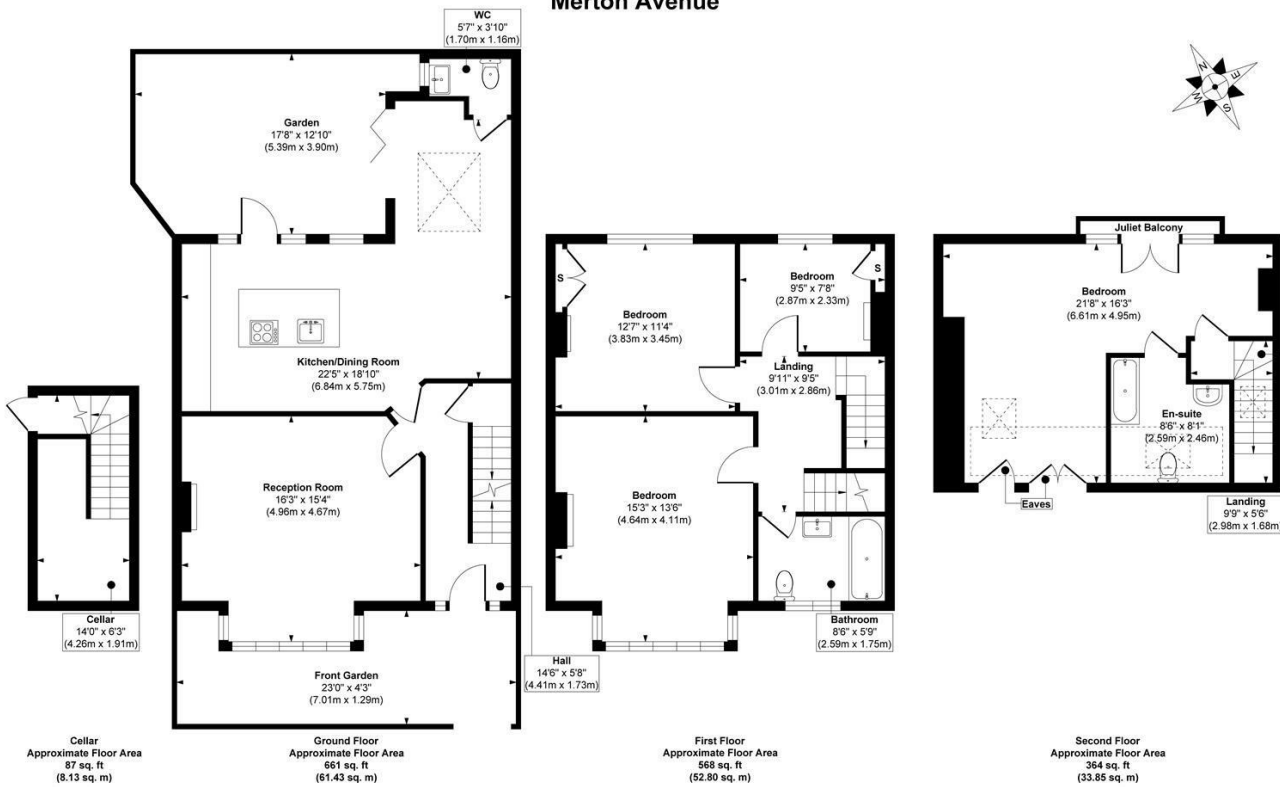 Merton Avenue
WC
5'7" x 3'10"
(1.70m x 1.16m)
N
E
W
S
Garden
17'8" x 12'10"
(5.39m x 3.90m)
Kitchen/Dining Room
22'5" x 18'10"
(6.84m x 5.75m)
Reception Room
16'3" x 15'4"
(4.96m x 4.67m)
Cellar
14'0" x 6'3"
(4.26m x 1.91m)
Hall
14'6" x 5'8"
(4.41m x 1.73m)
Front Garden
23'0" x 4'3"
(7.01m x 1.29m)
S
Bedroom
12'7" x 11'4"
(3.83m x 3.45m)
Bedroom
9'5" x 7'8"
(2.87m x 2.33m)
S
Landing
9'11" x 9'5"
(3.01m x 2.86m)
Bedroom
15'3" x 13'6"
(4.64m x 4.11m)
Bathroom
8'6" x 5'9"
(2.59m x 1.75m)
Juliet Balcony
Bedroom
21'8" x 16'3"
(6.61m x 4.95m)
En-suite
8'6" x 8'1"
(2.59m x 2.46m)
Eaves
Landing
9'9" x 5'6"
(2.98m x 1.68m)
Cellar
Approximate Floor Area
87 sq. ft
(8.13 sq. m)
Ground Floor
Approximate Floor Area
661 sq. ft
(61.43 sq. m)
First Floor
Approximate Floor Area
568 sq. ft
(52.80 sq. m)
Second Floor
Approximate Floor Area
364 sq. ft
(33.85 sq. m)